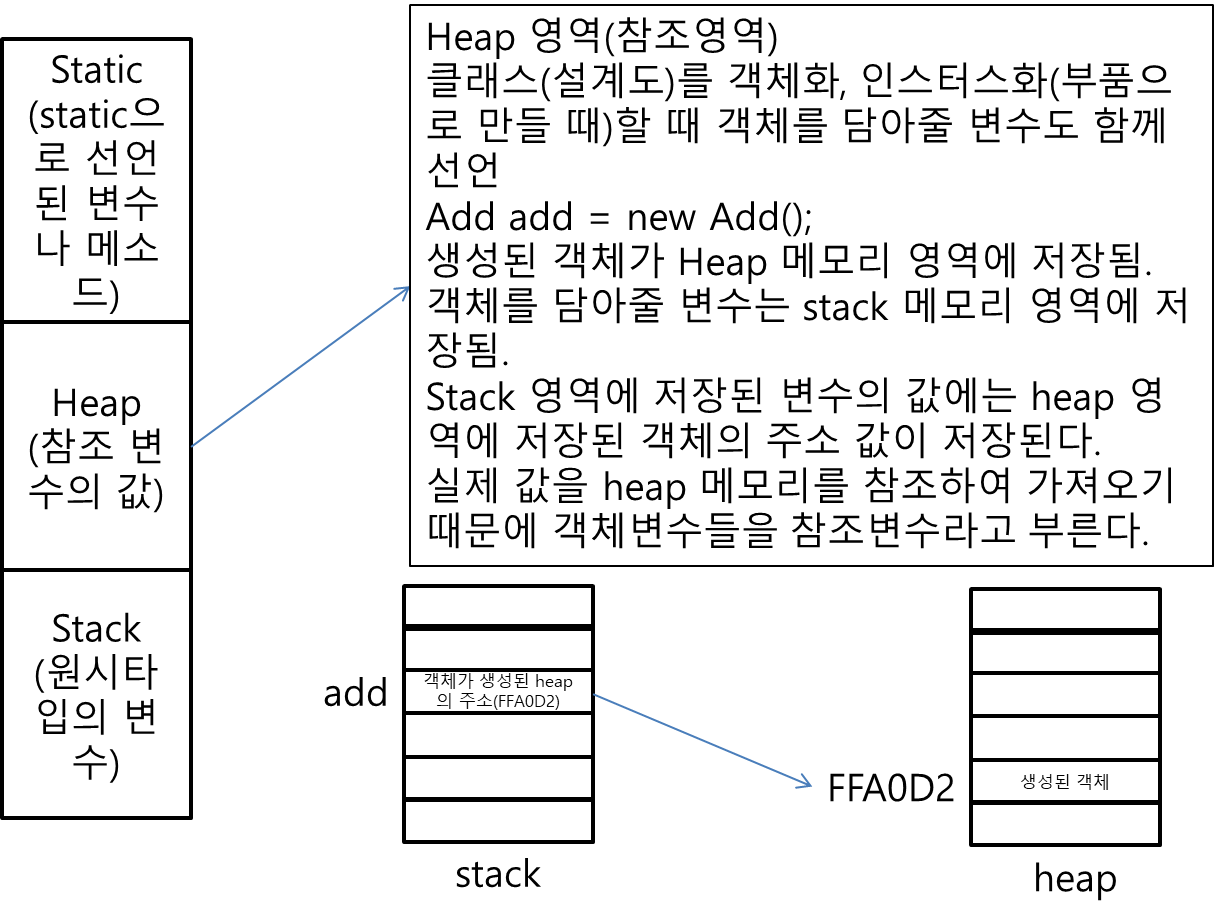 Static
(static으
로 선언
된 변수
나 메소
드)
Heap
(참조 변
수의 값)
Stack
(원시타
입의 변
수)
Heap 영역(참조영역)
클래스(설계도)를 객체화, 인스터스화(부품으
로 만들 때)할 때 객체를 담아줄 변수도 함께
선언
Add add = new Add();
생성된 객체가 Heap 메모리 영역에 저장됨.
객체를 담아줄 변수는 stack 메모리 영역에 저
장됨.
Stack 영역에 저장된 변수의 값에는 heap 영
역에 저장된 객체의 주소 값이 저장된다.
실제 값을 heap 메모리를 참조하여 가져오기
때문에 객체변수들을 참조변수라고 부른다.
add
객체가 생성된 heap
의 주소(FFA0D2)
stack
FFA0D2
생성된 객체
heap